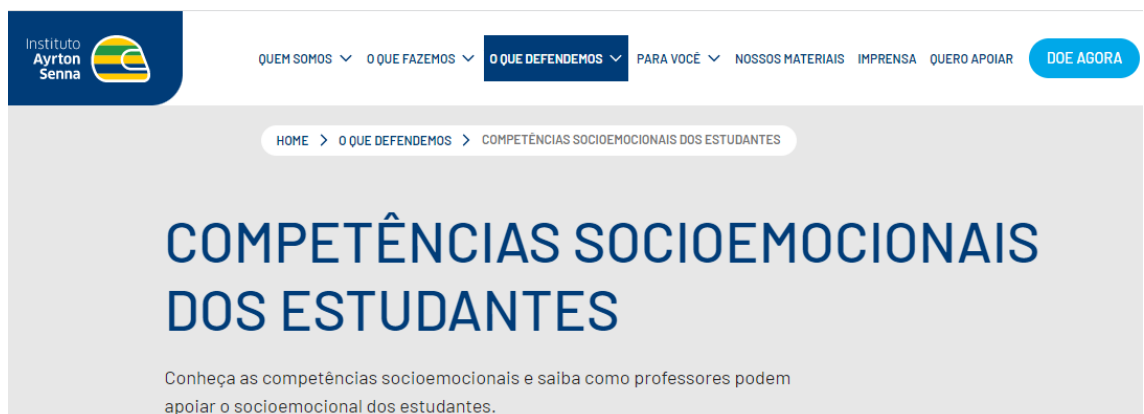 Instituto
Ayrton
Senna
QUEM SOMOS O QUE FAZEMOS O QUE DEFENDEMOS PARA VOCÊ NOSSOS MATERIAIS IMPRENSA QUERO APOIAR DOE AGORA
HOME > O QUE DEFENDEMOS > COMPETÊNCIAS SOCIOEMOCIONAIS DOS ESTUDANTES
COMPETÊNCIAS SOCIOEMOCIONAIS
DOS ESTUDANTES
Conheça as competências socioemocionais e saiba como professores podem
apoiar o socioemocional dos estudantes.